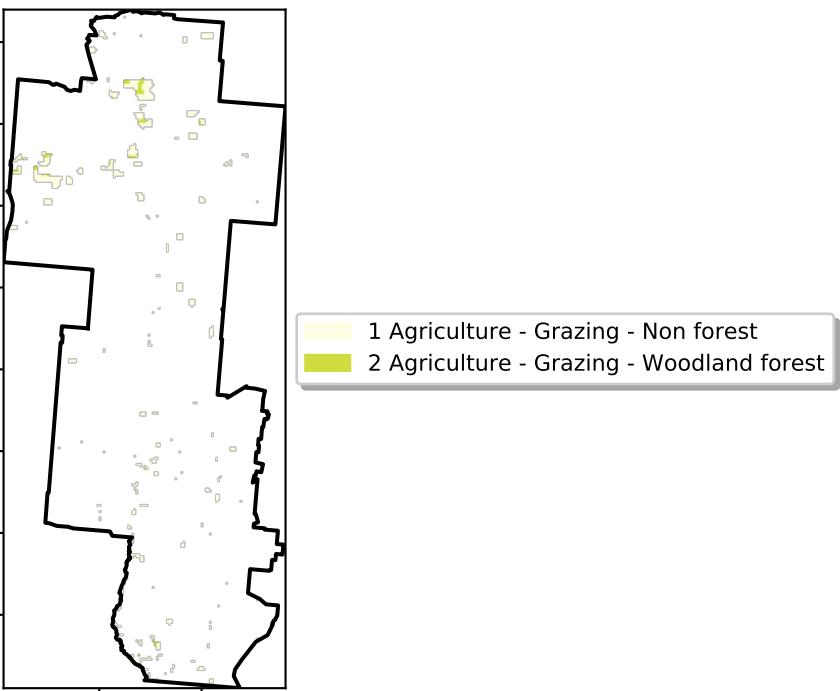 1 Agriculture - Grazing - Non forest
2 Agriculture - Grazing - Woodland forest